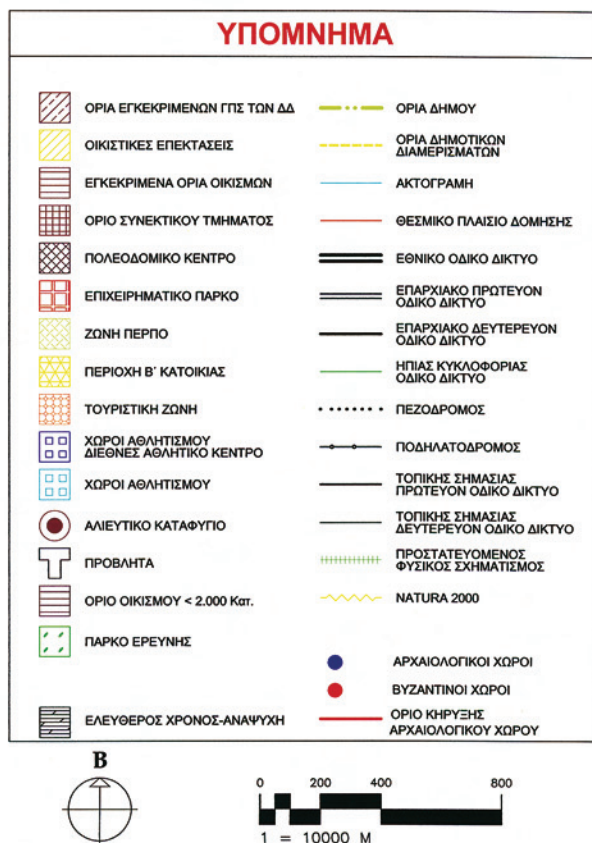 ΥΠΟΜΝΗΜΑ
ΟΡΙΑ ΕΓΚΕΚΡΙΜΕΝΩΝ ΓΠΣ ΤΩΝ ΔΔ
ΟΙΚΙΣΤΙΚΕΣ ΕΠΕΚΤΑΣΕΙΣ
ΕΓΚΕΚΡΙΜΕΝΑ ΟΡΙΑ ΟΙΚΙΣΜΩΝ
ΟΡΙΟ ΣΥΝΕΚΤΙΚΟΥ ΤΜΗΜΑΤΟΣ
ΠΟΛΕΟΔΟΜΙΚΟ ΚΕΝΤΡΟ
ΕΠΙΧΕΙΡΗΜΑΤΙΚΟ ΠΑΡΚΟ
ΖΩΝΗ ΠΕΡΠΟ
ΠΕΡΙΟΧΗ Β΄ ΚΑΤΟΙΚΙΑΣ
ΤΟΥΡΙΣΤΙΚΗ ΖΩΝΗ
ΧΩΡΟΙ ΑΘΛΗΤΙΣΜΟΥ
ΔΙΕΘΝΕΣ ΑΘΛΗΤΙΚΟ ΚΕΝΤΡΟ
ΧΩΡΟΙ ΑΘΛΗΤΙΣΜΟΥ
ΑΛΙΕΥΤΙΚΟ ΚΑΤΑΦΥΓΙΟ
ΠΡΟΒΛΗΤΑ
ΟΡΙΟ ΟΙΚΙΣΜΟΥ < 2.000 Κατ.
ΠΑΡΚΟ ΕΡΕΥΝΗΣ
ΕΛΕΥΘΕΡΟΣ ΧΡΟΝΟΣ-ΑΝΑΨΥΧΗ
ΟΡΙΑ ΔΗΜΟΥ
ΟΡΙΑ ΔΗΜΟΤΙΚΩΝ
ΔΙΑΜΕΡΙΣΜΑΤΩΝ
ΑΚΤΟΓΡΑΜΗ
ΘΕΣΜΙΚΟ ΠΛΑΙΣΙΟ ΔΟΜΗΣΗΣ
ΕΘΝΙΚΟ ΟΔΙΚΟ ΔΙΚΤΥΟ
ΕΠΑΡΧΙΑΚΟ ΠΡΩΤΕΥΟΝ
ΟΔΙΚΟ ΔΙΚΤΥΟ
ΕΠΑΡΧΙΑΚΟ ΔΕΥΤΕΡΕΥΟΝ
ΟΔΙΚΟ ΔΙΚΤΥΟ
ΗΠΙΑΣ ΚΥΚΛΟΦΟΡΙΑΣ
ΟΔΙΚΟ ΔΙΚΤΥΟ
ΠΕΖΟΔΡΟΜΟΣ
ΠΟΔΗΛΑΤΟΔΡΟΜΟΣ
ΤΟΠΙΚΗΣ ΣΗΜΑΣΙΑΣ
ΠΡΩΤΕΥΟΝ ΟΔΙΚΟ ΔΙΚΤΥΟ
ΤΟΠΙΚΗΣ ΣΗΜΑΣΙΑΣ
ΔΕΥΤΕΡΕΥΟΝ ΟΔΙΚΟ ΔΙΚΤΥΟ
ΠΡΟΣΤΑΤΕΥΟΜΕΝΟΣ
ΦΥΣΙΚΟΣ ΣΧΗΜΑΤΙΣΜΟΣ
NATURA 2000
ΑΡΧΑΙΟΛΟΓΙΚΟΙ ΧΩΡΟΙ
ΒΥΖΑΝΤΙΝΟΙ ΧΩΡΟΙ
ΟΡΙΟ ΚΗΡΥΞΗΣ
ΑΡΧΑΙΟΛΟΓΙΚΟΥ ΧΩΡΟΥ
Β
0 200 400 800
1 = 10000 M